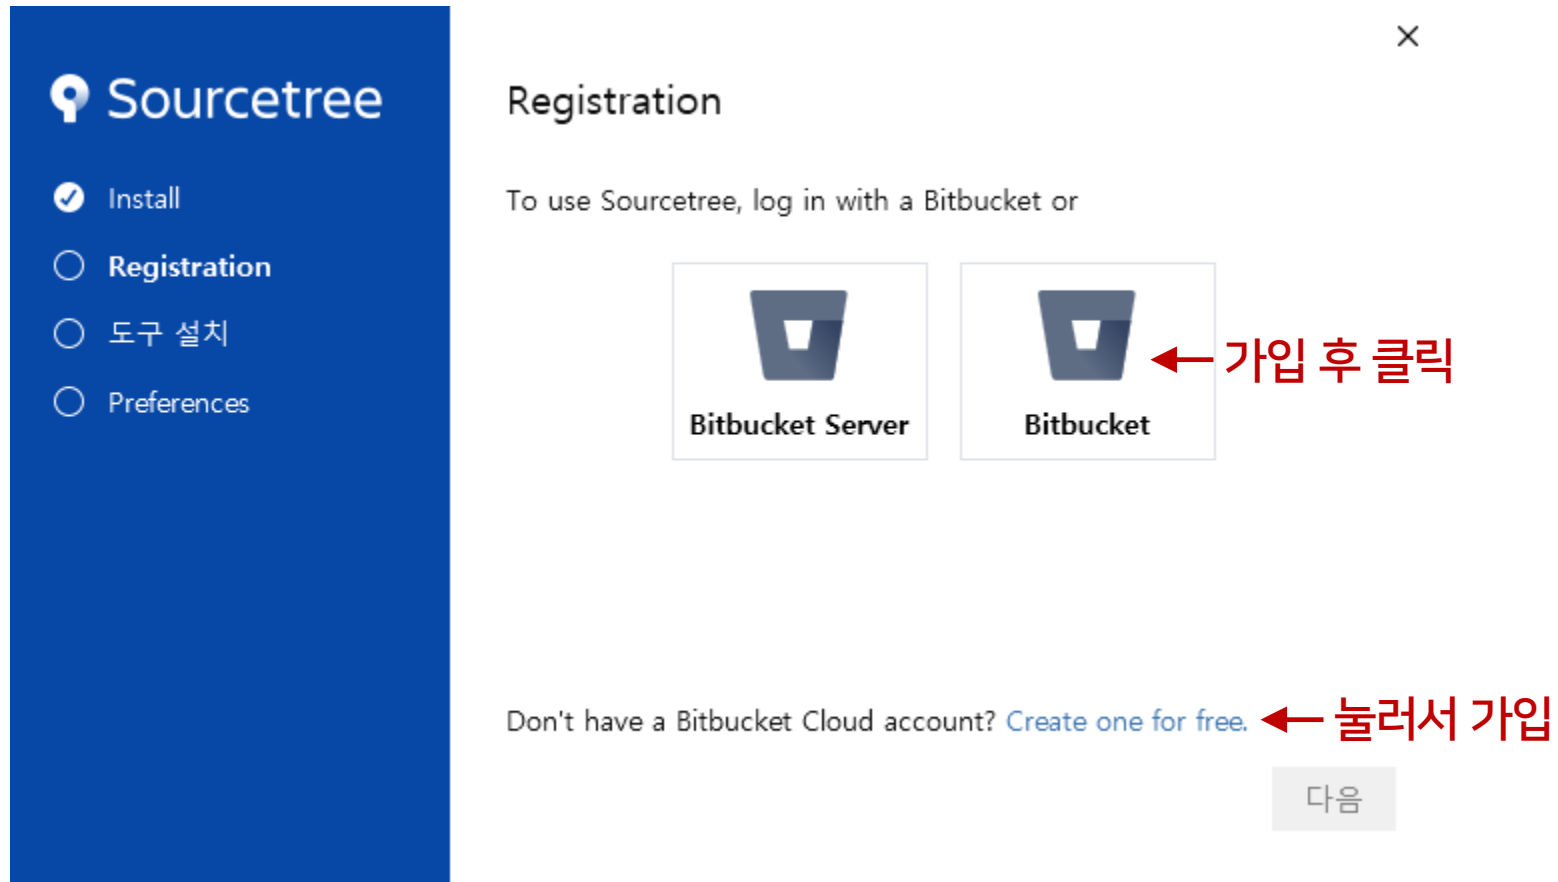 Sourcetree
Install
Registration
도구 설치
Preferences
Registration
To use Sourcetree, log in with a Bitbucket or
Bitbucket Server
Bitbucket
가입 후 클릭
Don't have a Bitbucket Cloud account? Create one for free.
눌러서 가입
다음